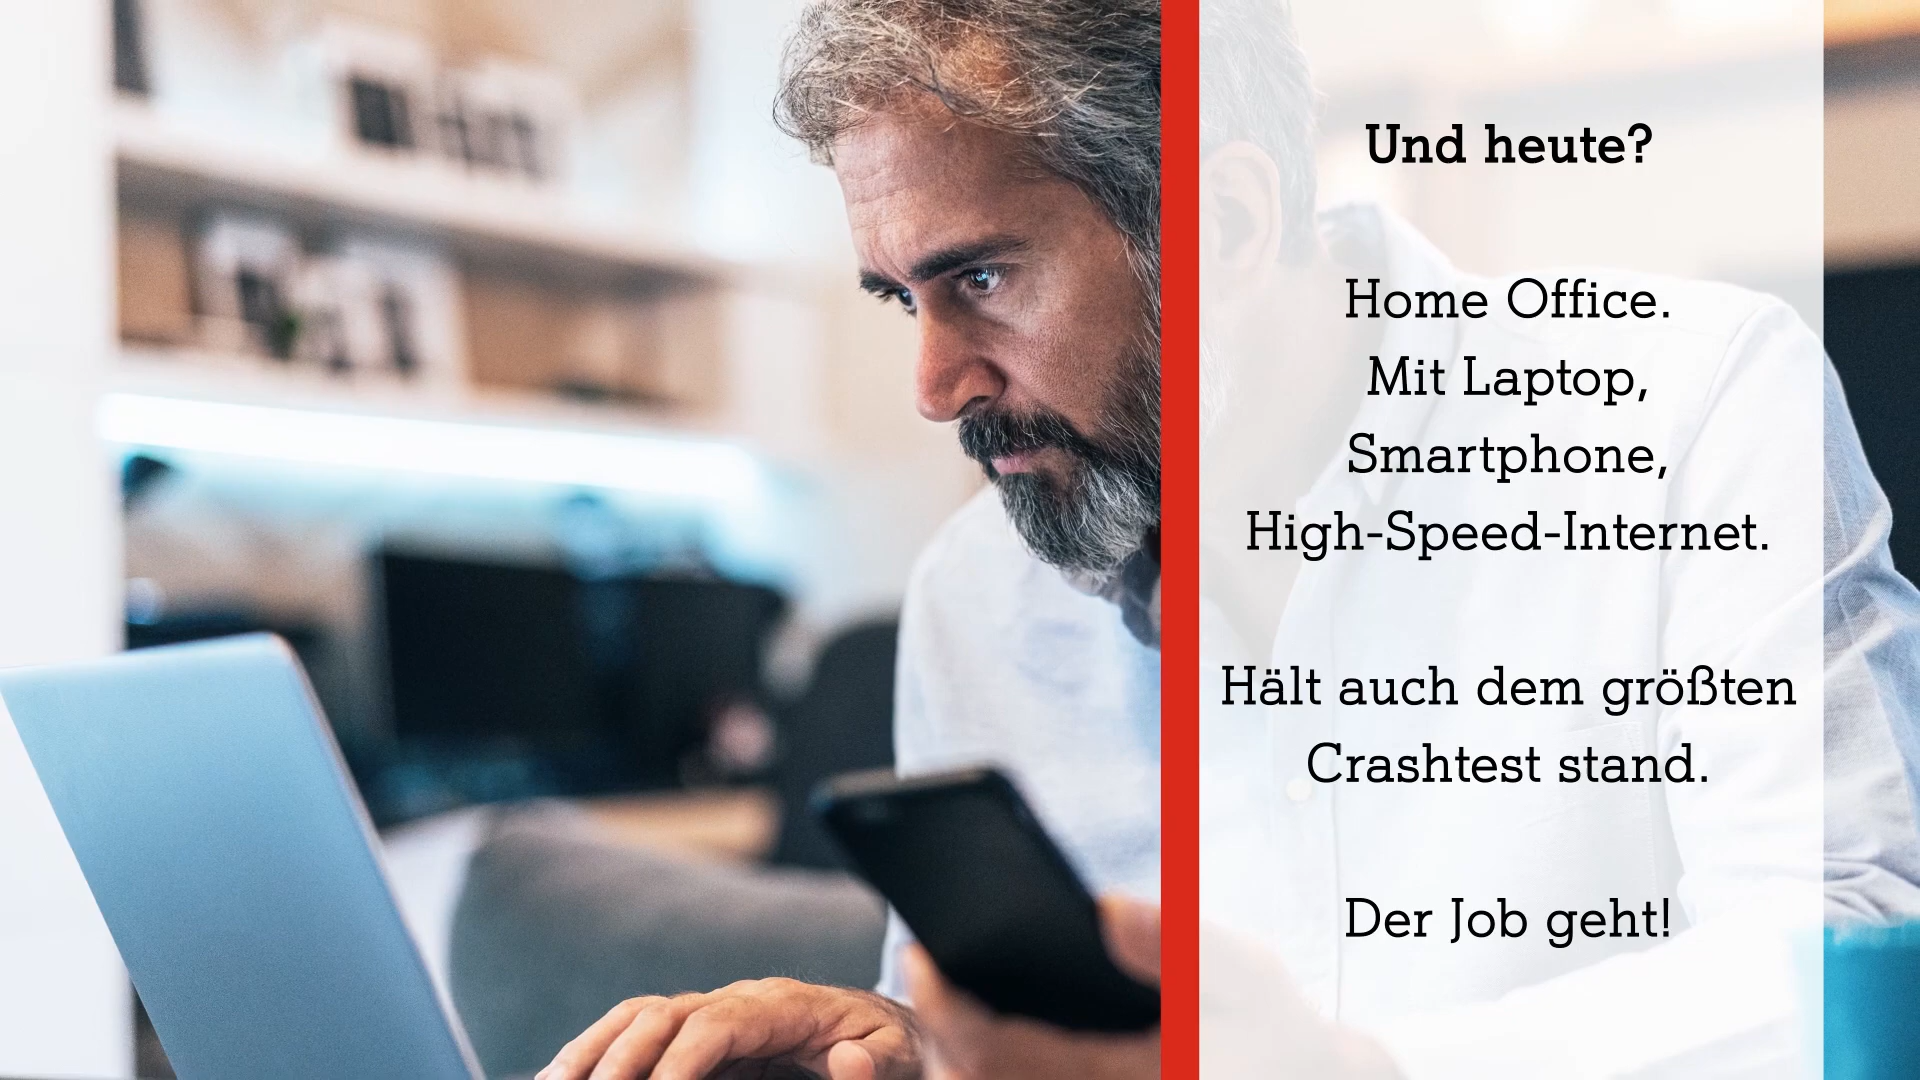 Und heute?
Home Office.
Mit Laptop,
Smartphone,
High-Speed-Internet.
Hält auch dem größten
Crashtest stand.
Der Job geht!